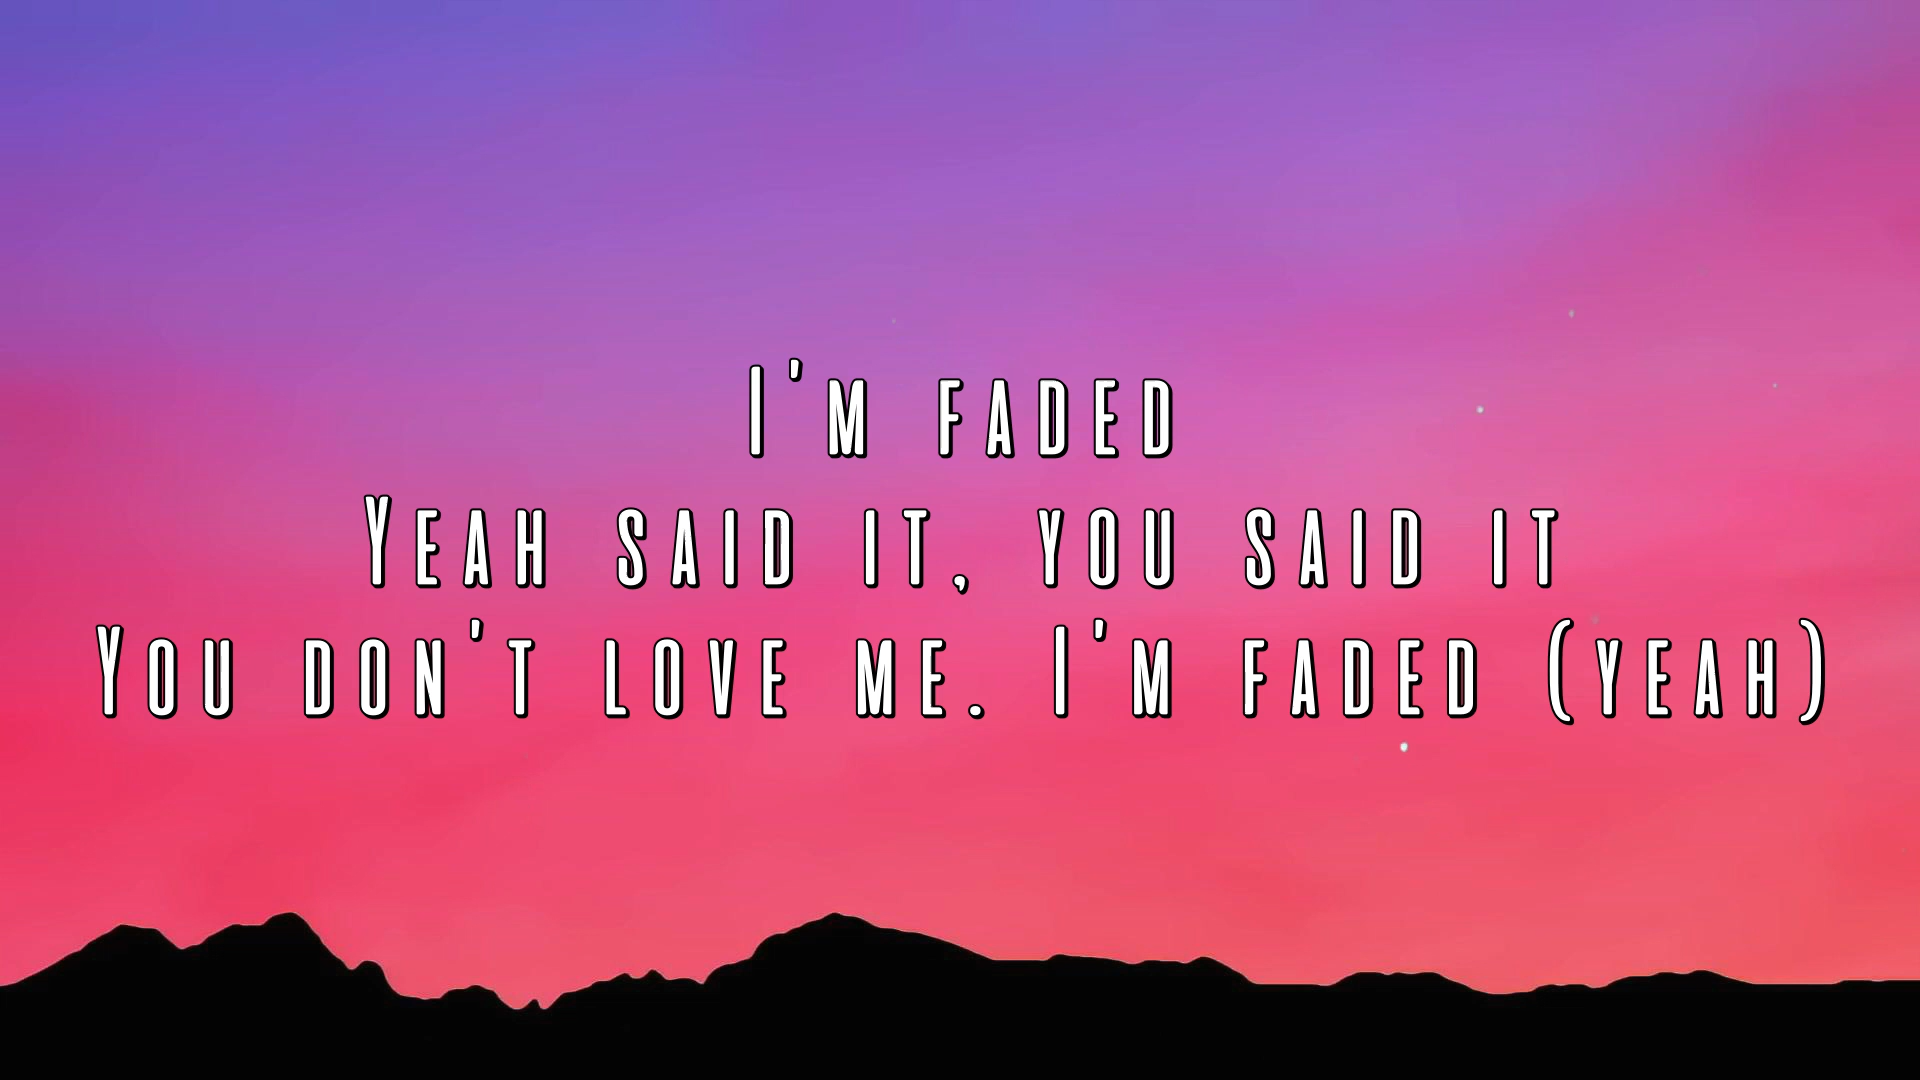 I'm faded
Yeah said it, you said it
You don't love me. I'm faded (yeah)